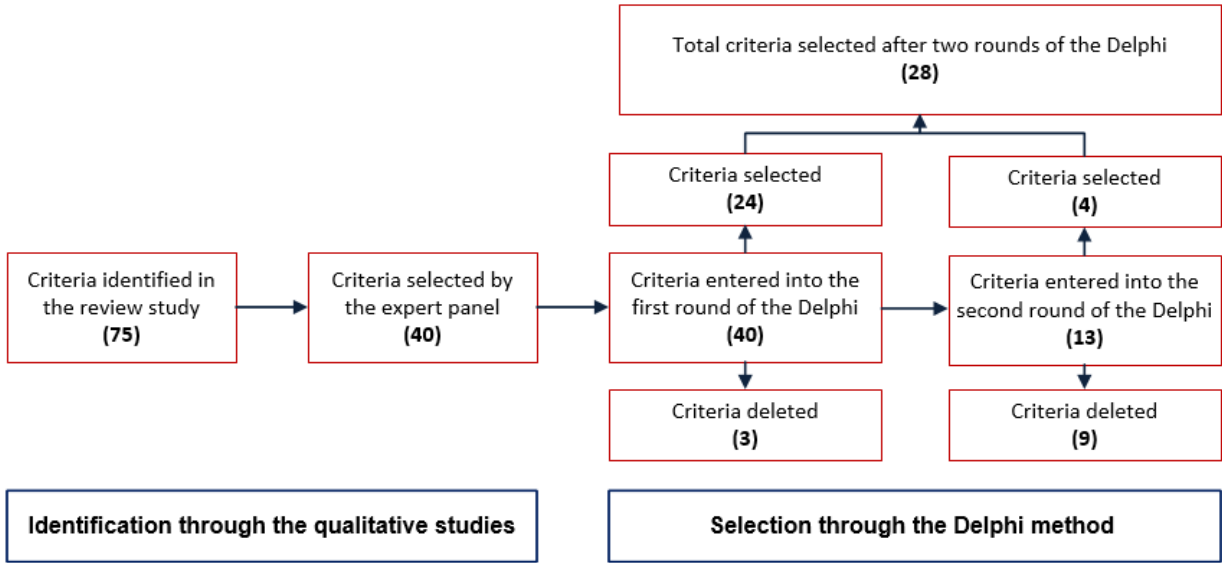 Total criteria selected after two rounds of the Delphi
(28)
Criteria selected
(24)
Criteria selected
(4)
Criteria identified in
the review study
(75)
Criteria selected by
the expert panel
(40)
Criteria entered into the
first round of the Delphi
(40)
Criteria entered into the
second round of the Delphi
(13)
Criteria deleted
(3)
Criteria deleted
(9)
Identification through the qualitative studies
Selection through the Delphi method